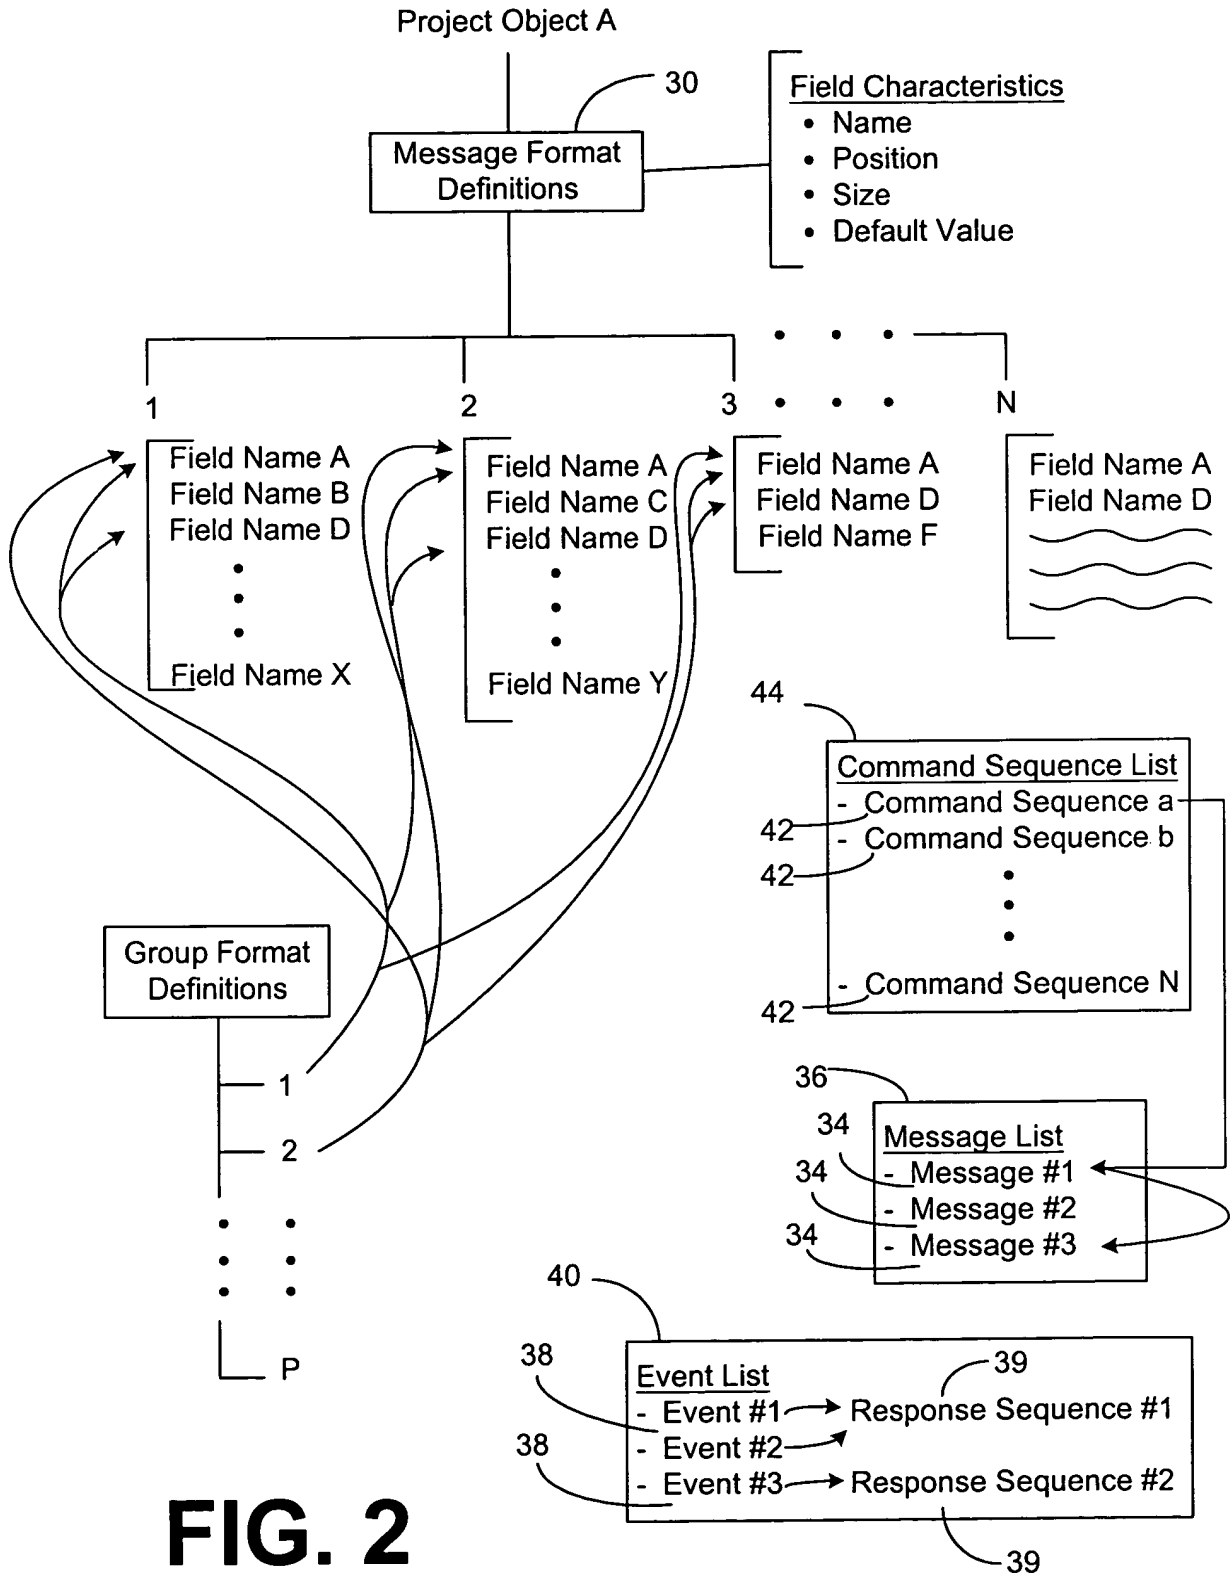 Project Object A
30
Message Format
Definitions
Field Characteristics
• Name
• Position
• Size
• Default Value
1
2
3
N
Field Name A
Field Name B
Field Name D
Field Name X
Field Name A
Field Name C
Field Name D
Field Name Y
Field Name A
Field Name D
Field Name F
Field Name A
Field Name D
44
Command Sequence List
- Command Sequence a
42
- Command Sequence b
42
- Command Sequence N
42
Group Format
Definitions
1
2
P
36
Message List
34
- Message #1
34
- Message #2
34
- Message #3
40
Event List
38
- Event #1
Response Sequence #1
39
- Event #2
38
- Event #3
Response Sequence #2
39
FIG. 2